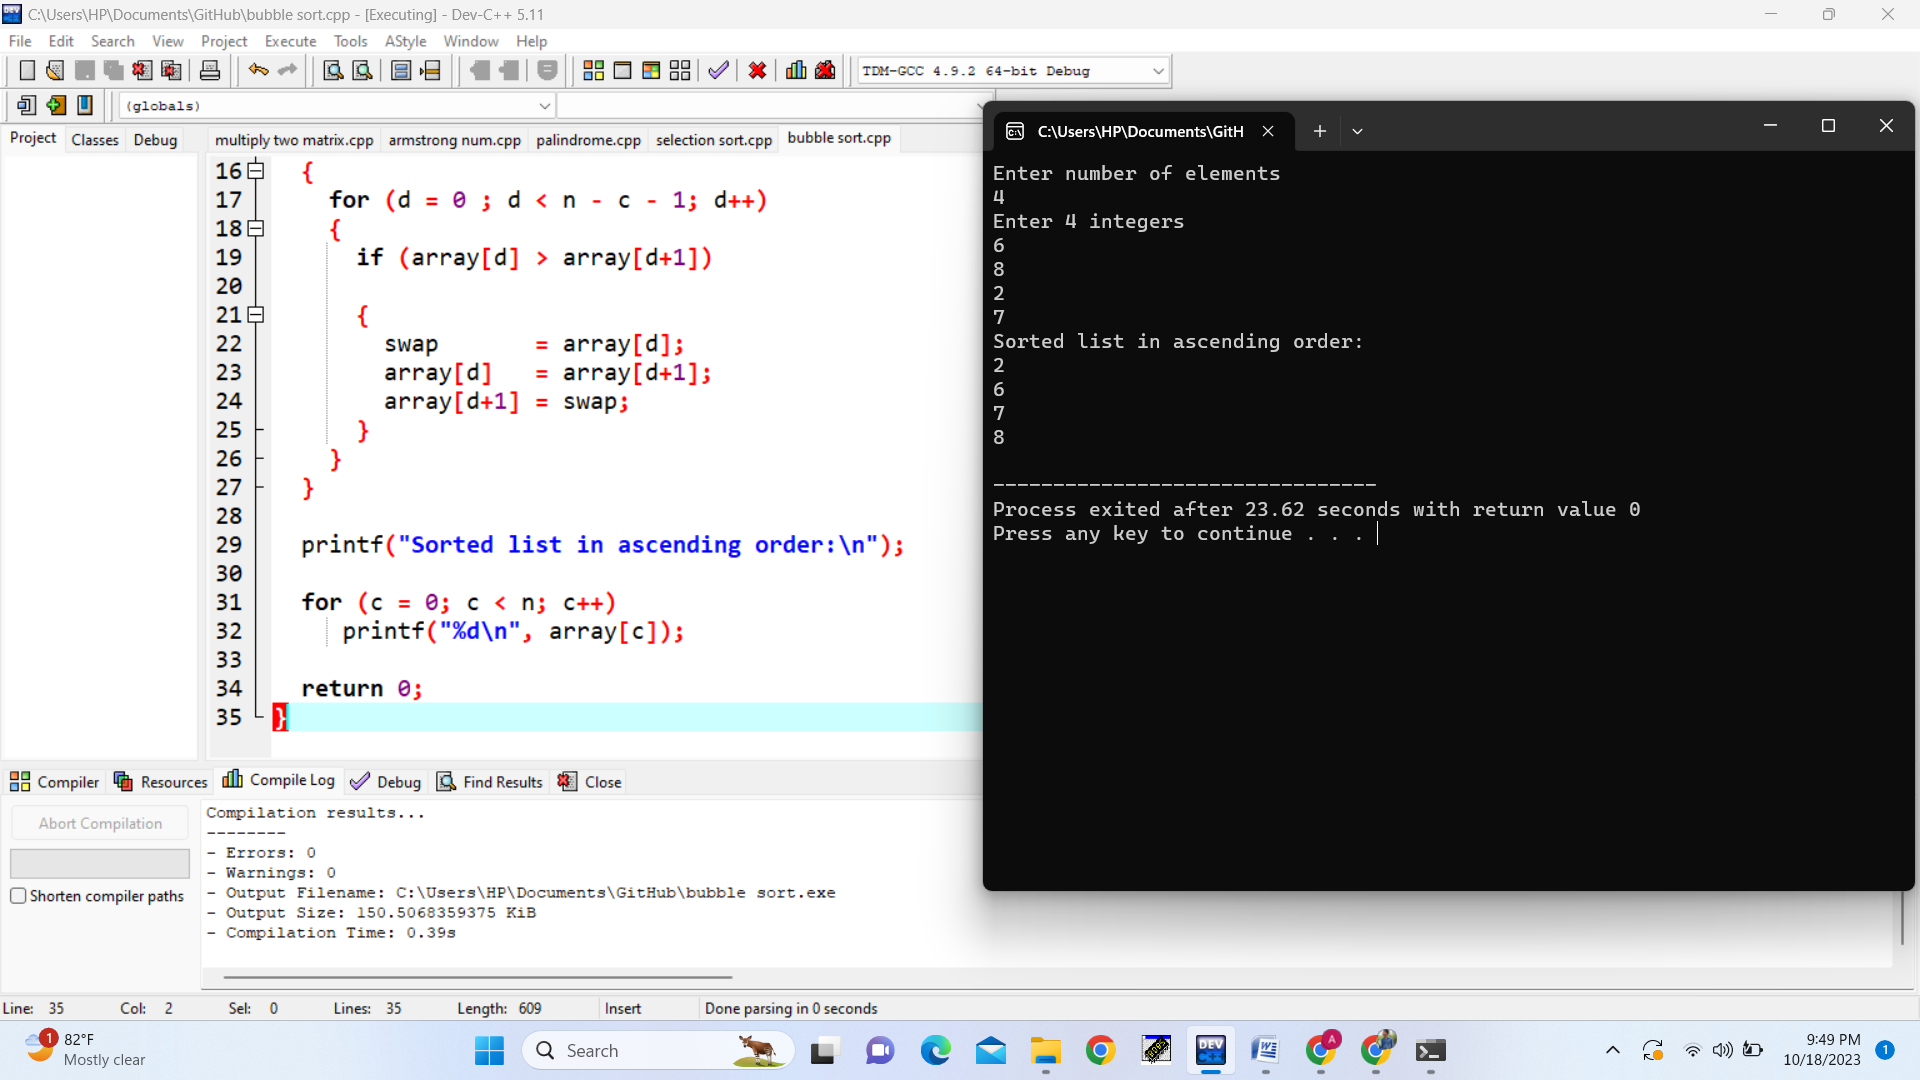 C:\Users\HP\Documents\GitHub\bubble sort.cpp - [Executing] - Dev-C++ 5.11
File Edit Search View Project Execute Tools AStyle Window Help
TDM-GCC 4.9.2 64-bit Debug
(globals)
Project Classes Debug
multiply two matrix.cpp armstrong num.cpp palindrome.cpp selection sort.cpp bubble sort.cpp
16 {
17 for (d = 0 ; d < n - c - 1; d++)
18 {
19 if (array[d] > array[d+1])
20
21 {
22 swap = array[d];
23 array[d] = array[d+1];
24 array[d+1] = swap;
25 }
26 }
27 }
28
29 printf("Sorted list in ascending order:\n");
30
31 for (c = 0; c < n; c++)
32 printf("%d\n", array[c]);
33
34 return 0;
35 }
C:\Users\HP\Documents\GitH
Enter number of elements
4
Enter 4 integers
6
8
2
7
Sorted list in ascending order:
2
6
7
8
--------------------------------
Process exited after 23.62 seconds with return value 0
Press any key to continue . . .
Compiler Resources Compile Log Debug Find Results Close
Abort Compilation
Shorten compiler paths
Compilation results...
--------
- Errors: 0
- Warnings: 0
- Output Filename: C:\Users\HP\Documents\GitHub\bubble sort.exe
- Output Size: 150.5068359375 KiB
- Compilation Time: 0.39s
Line: 35 Col: 2 Sel: 0 Lines: 35 Length: 609 Insert Done parsing in 0 seconds
1
82°F
Mostly clear
Search
DEV
A
9:49 PM
10/18/2023
1